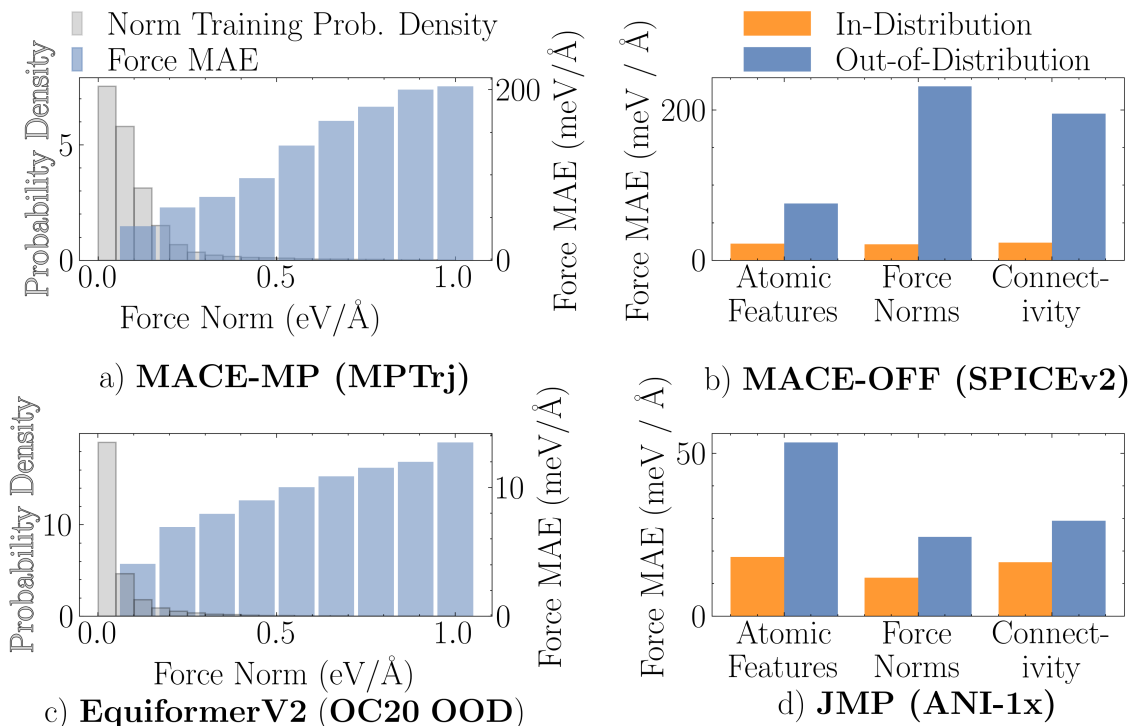 Norm Training Prob. Density
Force MAE
Probability Density
5
0
200
0
Force MAE (meV/Å)
0.0 0.5 1.0
Force Norm (eV/Å)
a) MACE-MP (MPTrj)
In-Distribution
Out-of-Distribution
Force MAE (meV / Å)
200
0
Atomic Features
Force Norms
Connect-
ivity
b) MACE-OFF (SPICEv2)
Probability Density
10
0
10
0
Force MAE (meV/Å)
0.0 0.5 1.0
Force Norm (eV/Å)
c) EquiformerV2 (OC20 OOD)
Force MAE (meV / Å)
50
0
Atomic Features
Force Norms
Connect-
ivity
d) JMP (ANI-1x)